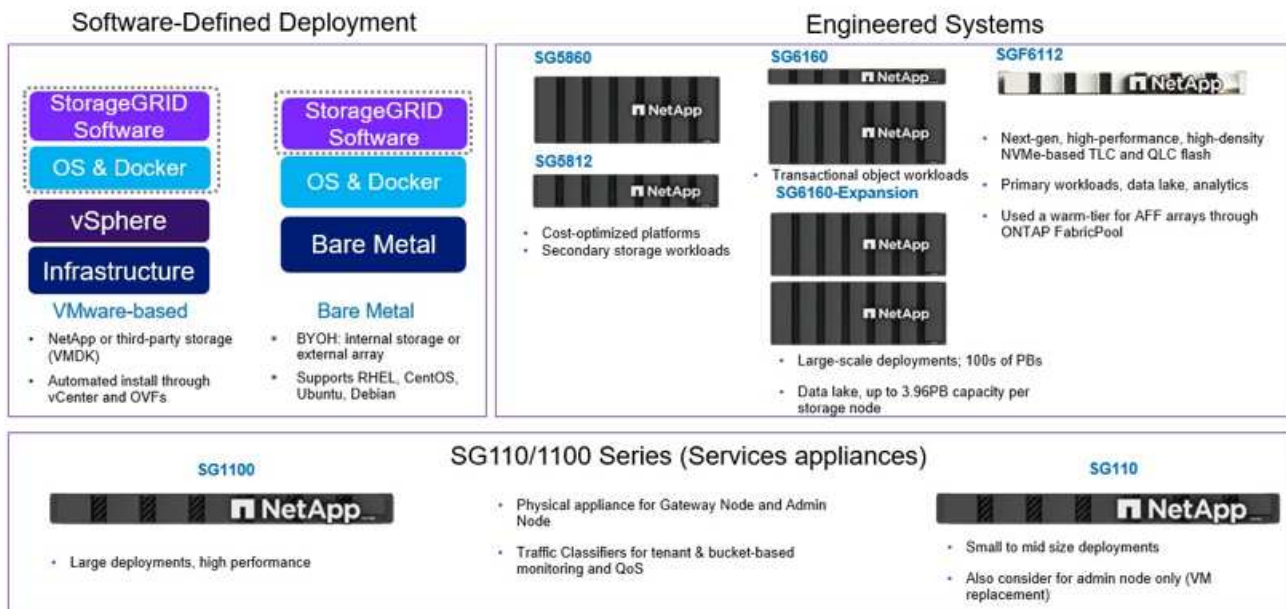 Software-Defined Deployment
StorageGRID
Software
OS & Docker
vSphere
Infrastructure
VMware-based
• NetApp or third-party storage
(VMDK)
• Automated install through
vCenter and OVFs
StorageGRID
Software
OS & Docker
Bare Metal
Bare Metal
• BYOH: internal storage or
external array
• Supports RHEL, CentOS,
Ubuntu, Debian
Engineered Systems
SG5860
NetApp
SG5812
NetApp
• Cost-optimized platforms
• Secondary storage workloads
SG6160
NetApp
NetApp
• Transactional object workloads
SG6160-Expansion
NetApp
NetApp
• Large-scale deployments; 100s of PBs
• Data lake, up to 3.96PB capacity per
storage node
SGF6112
NetApp
• Next-gen, high-performance, high-density
NVMe-based TLC and QLC flash
• Primary workloads, data lake, analytics
• Used a warm-tier for AFF arrays through
ONTAP FabricPool
SG110/1100 Series (Services appliances)
SG1100
NetApp
• Large deployments, high performance
• Physical appliance for Gateway Node and Admin
Node
• Traffic Classifiers for tenant & bucket-based
monitoring and QoS
SG110
NetApp
• Small to mid size deployments
• Also consider for admin node only (VM
replacement)